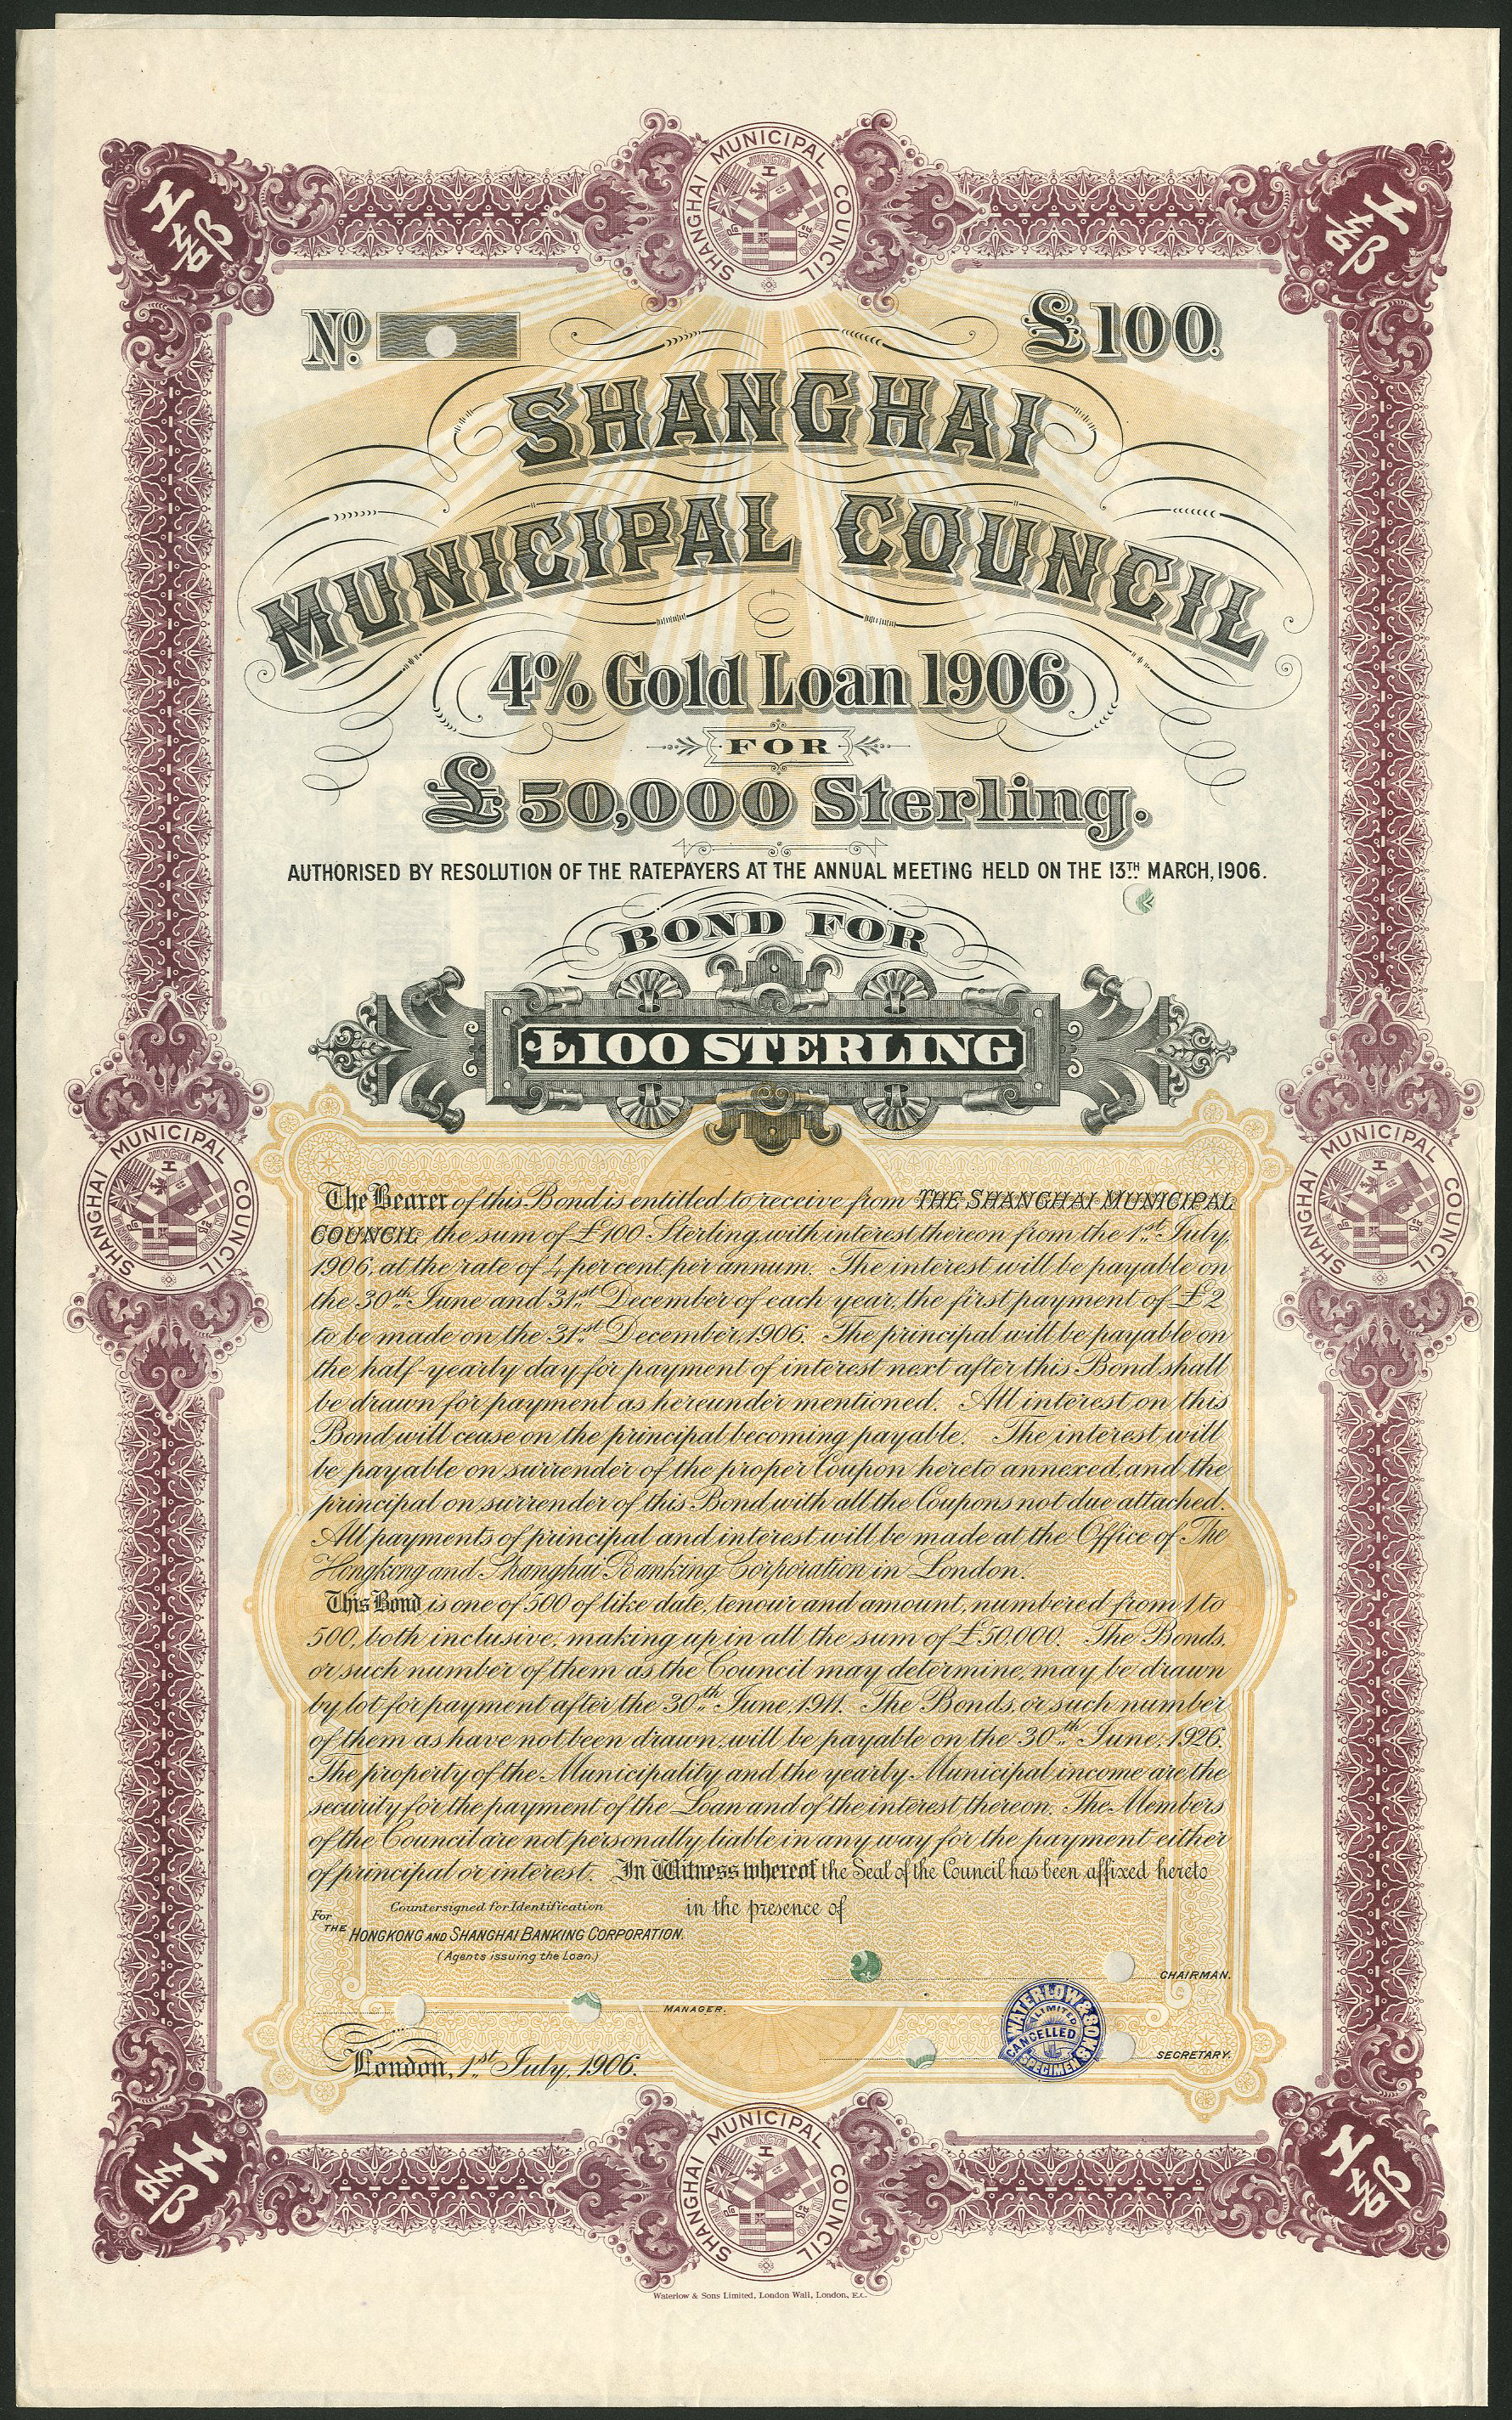 SHANGHAI MUNICIPAL COUNCIL
工部
工部
No. £100.
SHANGHAI
MUNICIPAL COUNCIL
4% Gold Loan 1906
FOR
£50,000 Sterling.
AUTHORISED BY RESOLUTION OF THE RATEPAYERS AT THE ANNUAL MEETING HELD ON THE 13TH MARCH, 1906.
BOND FOR
£100 STERLING
SHANGHAI MUNICIPAL COUNCIL
SHANGHAI MUNICIPAL COUNCIL
The Bearer of this Bond is entitled to receive from THE SHANGHAI MUNICIPAL
COUNCIL the sum of £100 Sterling, with interest thereon from the 1st July,
1906, at the rate of 4 per cent. per annum. The interest will be payable on
the 30th June and 31st December of each year, the first payment of £2
to be made on the 31st December, 1906. The principal will be payable on
the half-yearly day for payment of interest next after this Bond shall
be drawn for payment as hereunder mentioned. All interest on this
Bond will cease on the principal becoming payable. The interest will
be payable on surrender of the proper Coupon hereto annexed, and the
principal on surrender of this Bond with all the Coupons not due attached.
All payments of principal and interest will be made at the Office of The
Hongkong and Shanghai Banking Corporation in London.
This Bond is one of 500 of like date, tenour and amount, numbered from 1 to
500, both inclusive, making up in all the sum of £50,000. The Bonds,
or such number of them as the Council may determine, may be drawn
by lot for payment after the 30th June, 1911. The Bonds, or such number
of them as have not been drawn, will be payable on the 30th June, 1926.
The property of the Municipality and the yearly Municipal income are the
security for the payment of the Loan and of the interest thereon. The Members
of the Council are not personally liable in any way for the payment either
of principal or interest. In Witness whereof the Seal of the Council has been affixed hereto
in the presence of
Countersigned for Identification
For THE HONGKONG AND SHANGHAI BANKING CORPORATION.
(Agents issuing the Loan.)
CHAIRMAN.
MANAGER.
WATERLOW & SONS
LIMITED
CANCELLED
SPECIMEN
SECRETARY.
London, 1st July, 1906.
工部
工部
SHANGHAI MUNICIPAL COUNCIL
Waterlow & Sons Limited, London Wall, London, E.C.